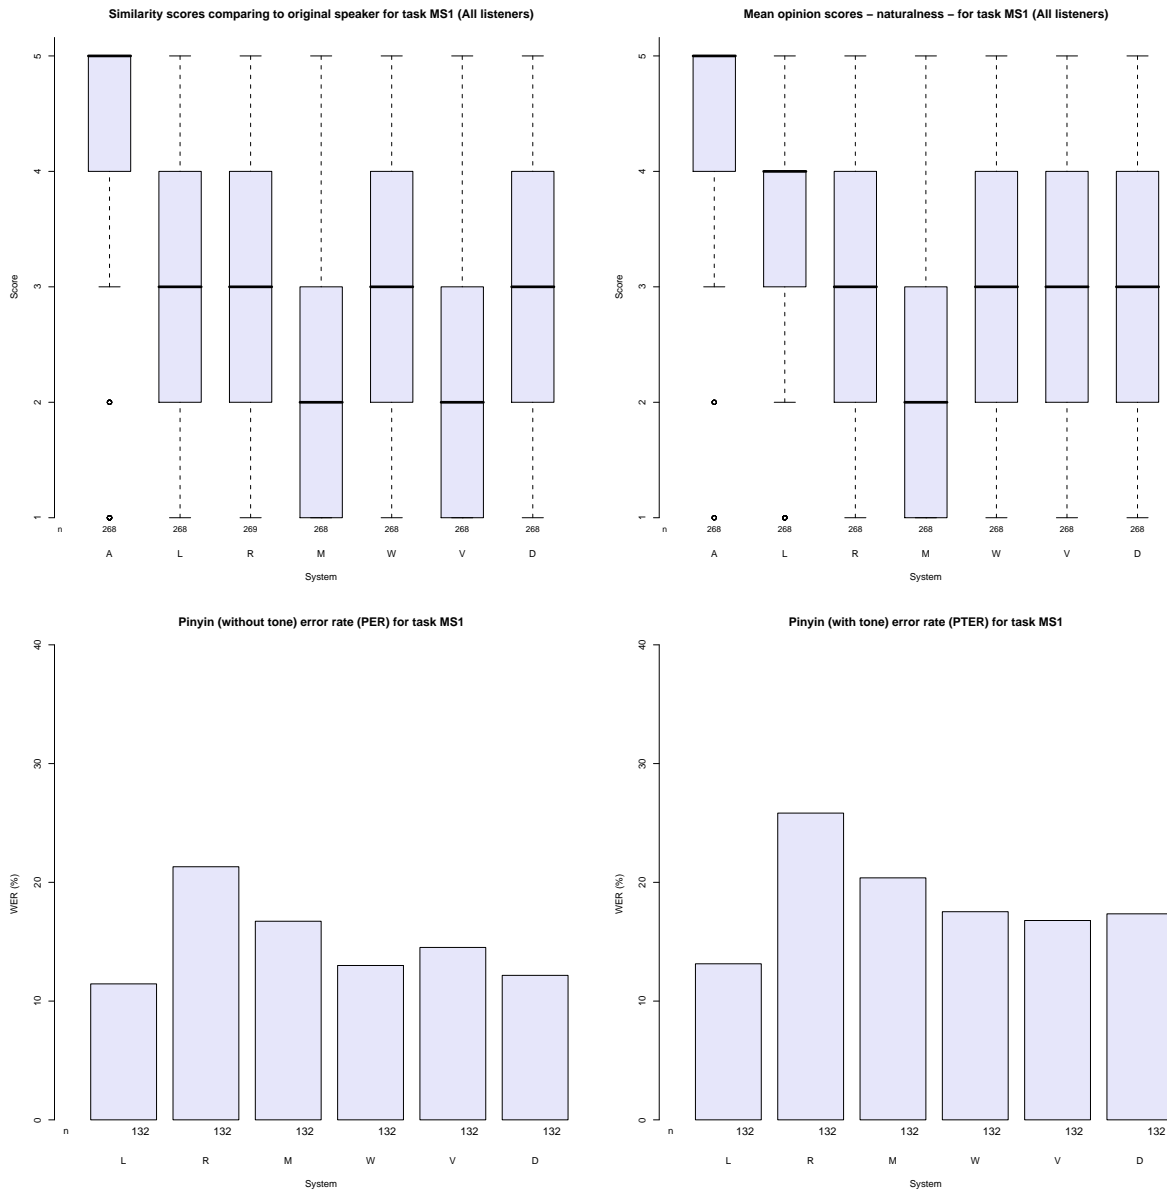 Similarity scores comparing to original speaker for task MS1 (All listeners)
Score
5
4
3
2
1
n 268 268 269 268 268 268 268
A L R M W V D
System
Mean opinion scores – naturalness – for task MS1 (All listeners)
Score
5
4
3
2
1
n 268 268 268 268 268 268 268
A L R M W V D
System
Pinyin (without tone) error rate (PER) for task MS1
WER (%)
40
30
20
10
0
n 132 132 132 132 132 132
L R M W V D
System
Pinyin (with tone) error rate (PTER) for task MS1
WER (%)
40
30
20
10
0
n 132 132 132 132 132 132
L R M W V D
System